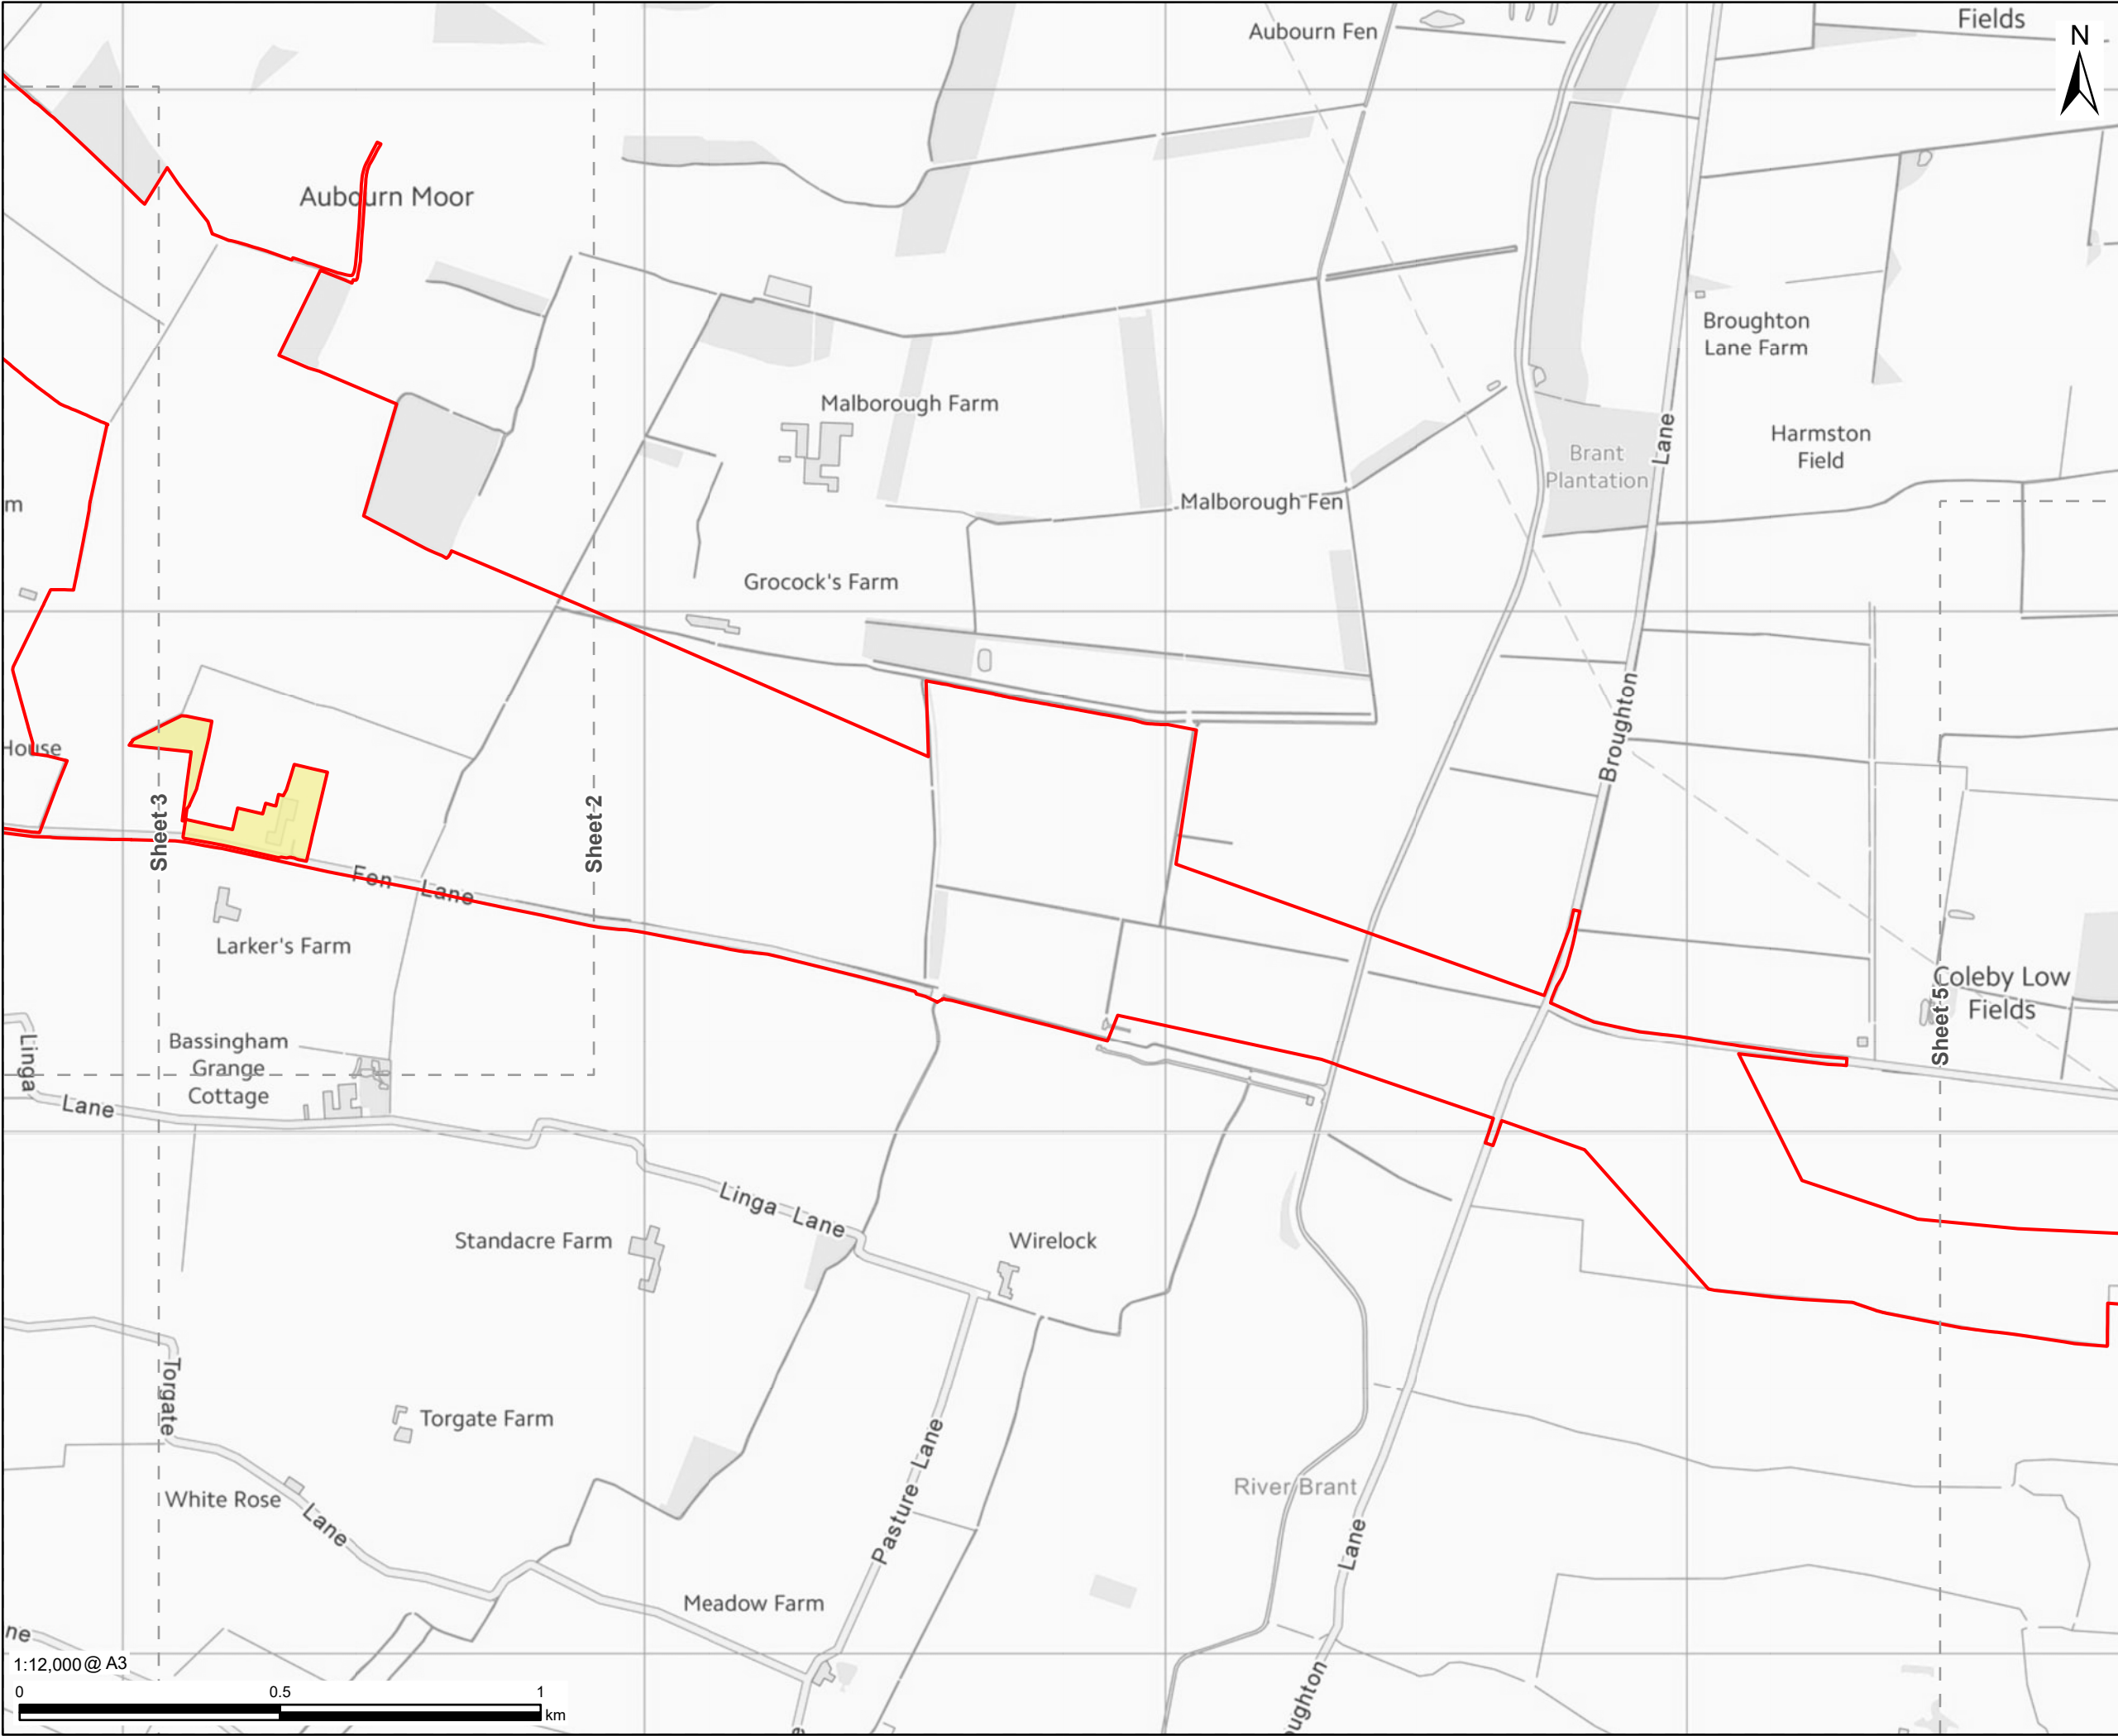 Fields
Aubourn Fen
N
Aubourn Moor
Broughton
Lane Farm
Malborough Farm
Lane
Harmston
Field
Brant
Plantation
Malborough Fen
m
Grocock's Farm
Broughton
House
Sheet 3
Sheet 2
Fen Lane
Larker's Farm
Coleby Low
Fields
Sheet 5
Linga
Lane
Bassingham
Grange
Cottage
Linga Lane
Standacre Farm
Wirelock
Torgate
Torgate Farm
Pasture Lane
River Brant
White Rose
Lane
Lane
Meadow Farm
ne
oughton
e
1:12,000 @ A3
0 0.5 1
km